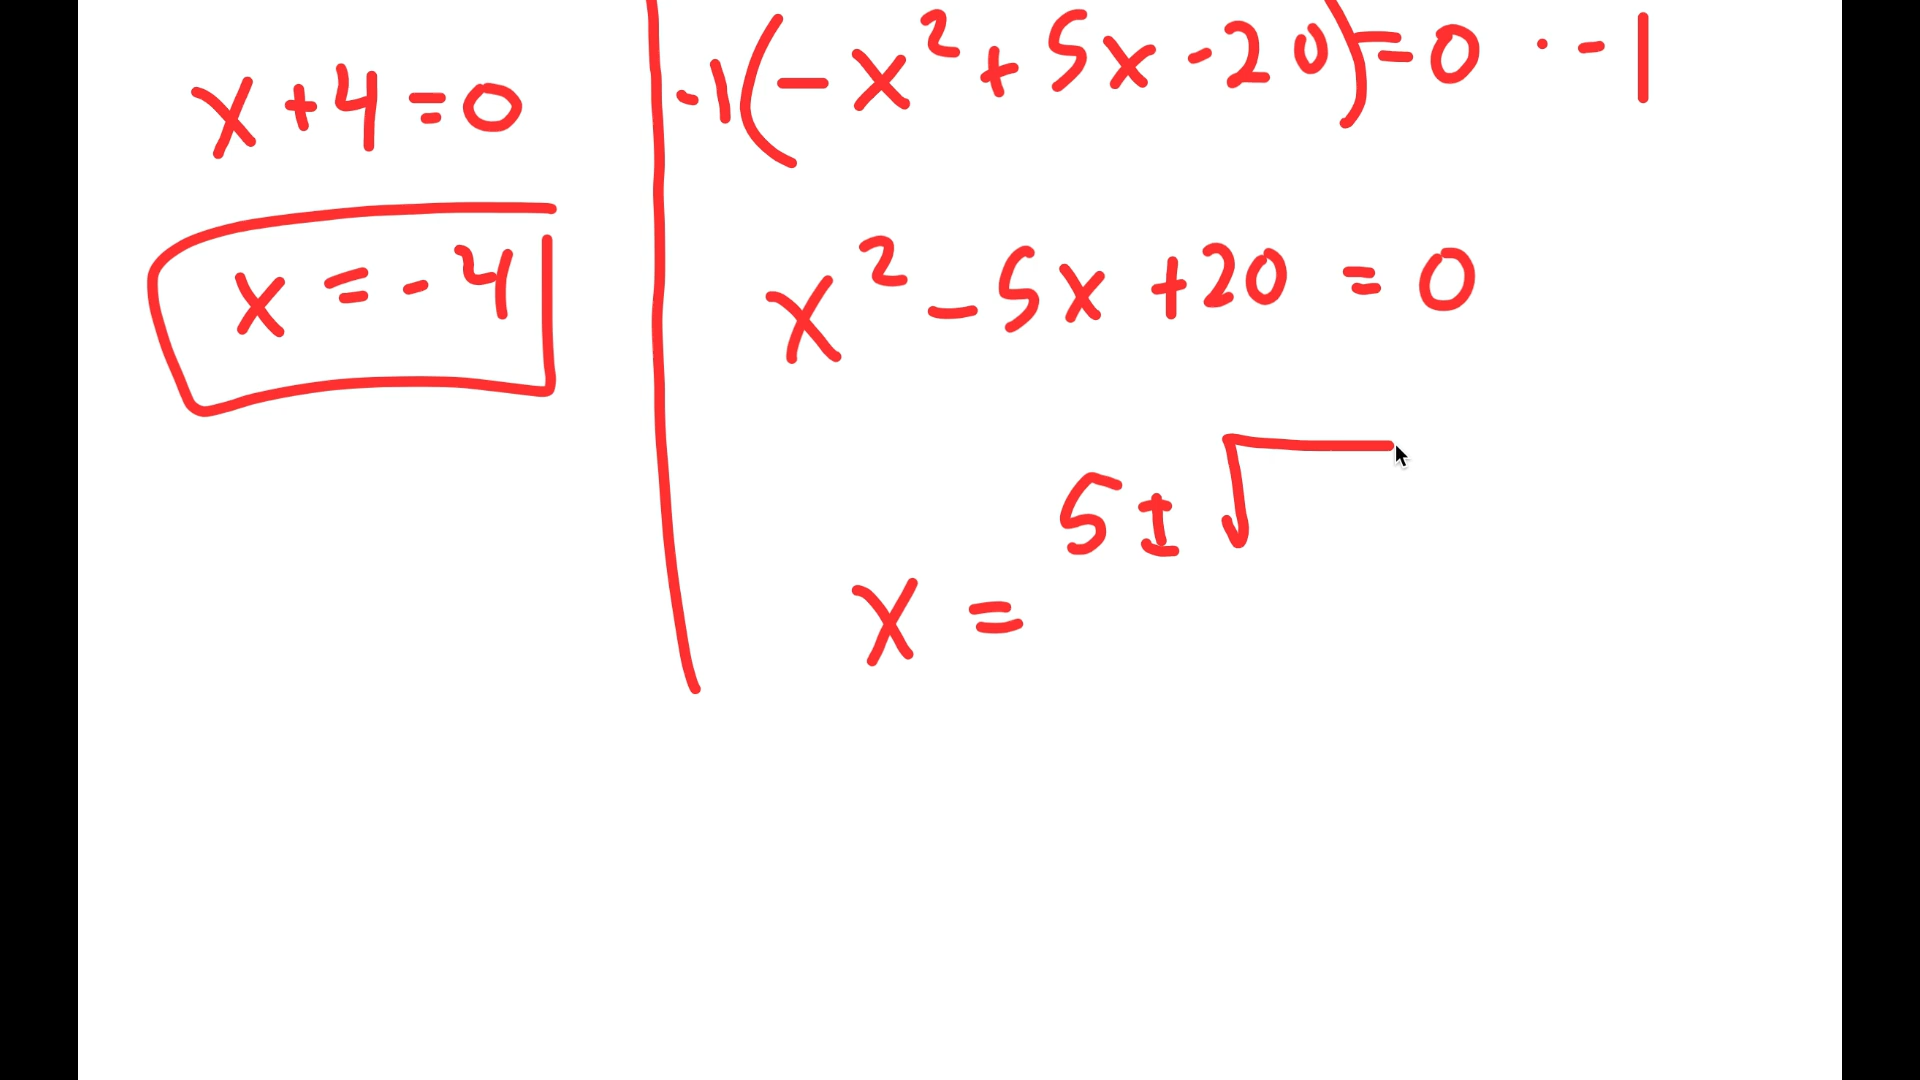 x + 4 = 0
x = - 4
-1(- x² + 5x - 20) = 0 · - 1
x² - 5x + 20 = 0
x = 5 ± √